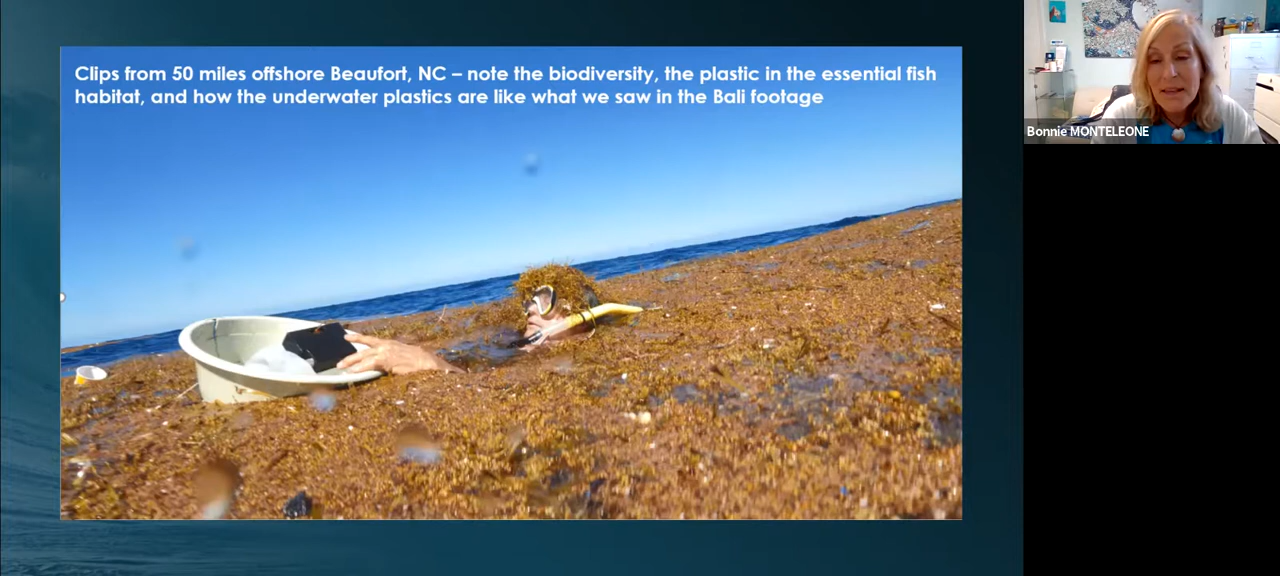 Clips from 50 miles offshore Beaufort, NC – note the biodiversity, the plastic in the essential fish
habitat, and how the underwater plastics are like what we saw in the Bali footage
Bonnie MONTELEONE